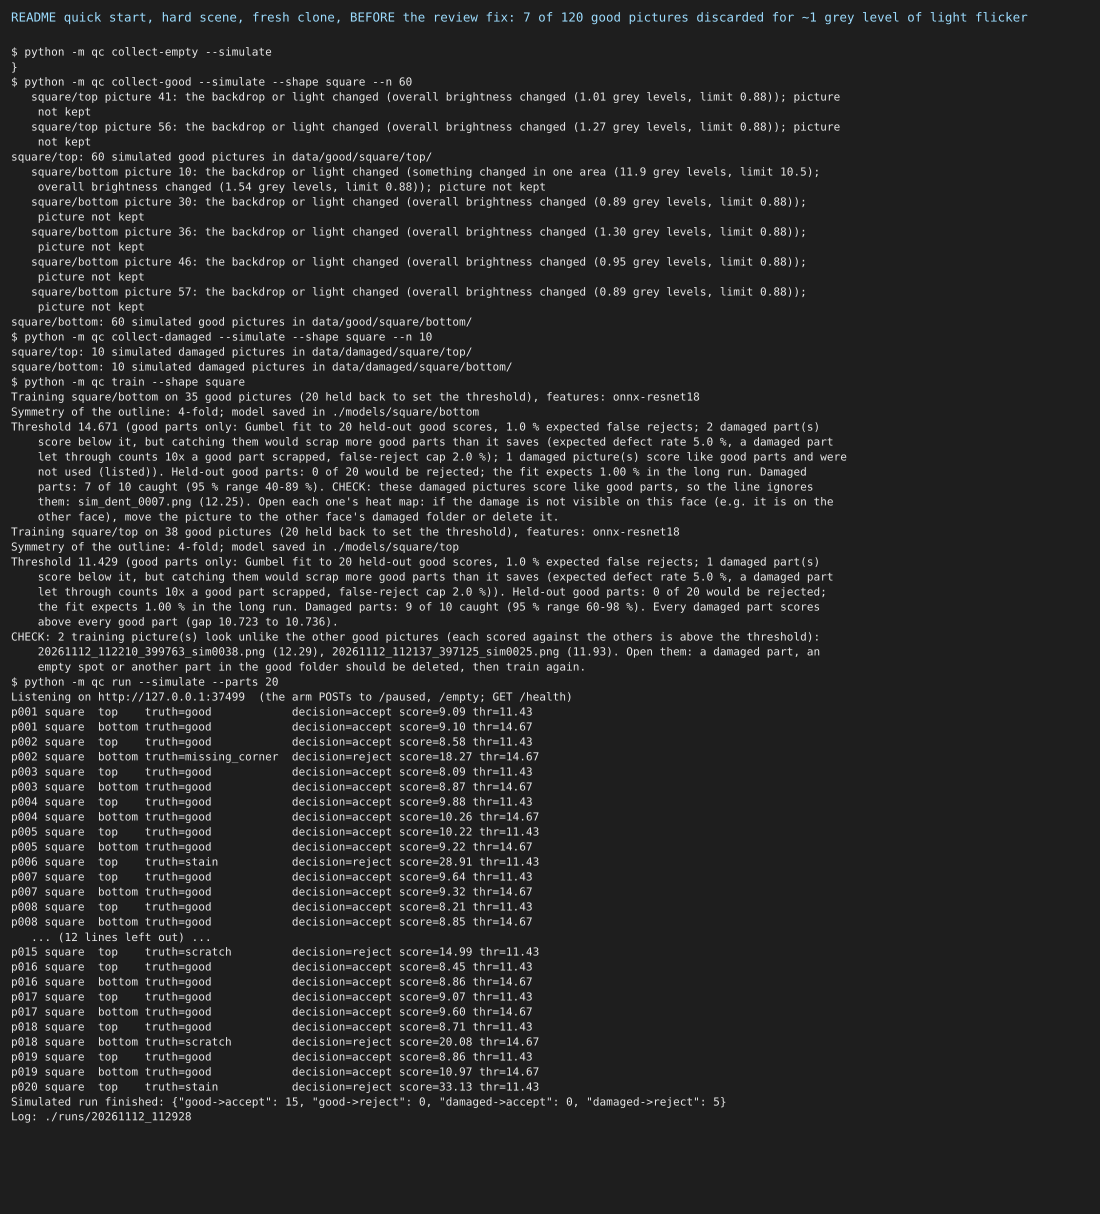 README quick start, hard scene, fresh clone, BEFORE the review fix: 7 of 120 good pictures discarded for ~1 grey level of light flicker
$ python -m qc collect-empty --simulate
}
$ python -m qc collect-good --simulate --shape square --n 60
square/top picture 41: the backdrop or light changed (overall brightness changed (1.01 grey levels, limit 0.88)); picture
not kept
square/top picture 56: the backdrop or light changed (overall brightness changed (1.27 grey levels, limit 0.88)); picture
not kept
square/top: 60 simulated good pictures in data/good/square/top/
square/bottom picture 10: the backdrop or light changed (something changed in one area (11.9 grey levels, limit 10.5);
overall brightness changed (1.54 grey levels, limit 0.88)); picture not kept
square/bottom picture 30: the backdrop or light changed (overall brightness changed (0.89 grey levels, limit 0.88));
picture not kept
square/bottom picture 36: the backdrop or light changed (overall brightness changed (1.30 grey levels, limit 0.88));
picture not kept
square/bottom picture 46: the backdrop or light changed (overall brightness changed (0.95 grey levels, limit 0.88));
picture not kept
square/bottom picture 57: the backdrop or light changed (overall brightness changed (0.89 grey levels, limit 0.88));
picture not kept
square/bottom: 60 simulated good pictures in data/good/square/bottom/
$ python -m qc collect-damaged --simulate --shape square --n 10
square/top: 10 simulated damaged pictures in data/damaged/square/top/
square/bottom: 10 simulated damaged pictures in data/damaged/square/bottom/
$ python -m qc train --shape square
Training square/bottom on 35 good pictures (20 held back to set the threshold), features: onnx-resnet18
Symmetry of the outline: 4-fold; model saved in ./models/square/bottom
Threshold 14.671 (good parts only: Gumbel fit to 20 held-out good scores, 1.0 % expected false rejects; 2 damaged part(s)
score below it, but catching them would scrap more good parts than it saves (expected defect rate 5.0 %, a damaged part
let through counts 10x a good part scrapped, false-reject cap 2.0 %); 1 damaged picture(s) score like good parts and were
not used (listed)). Held-out good parts: 0 of 20 would be rejected; the fit expects 1.00 % in the long run. Damaged
parts: 7 of 10 caught (95 % range 40-89 %). CHECK: these damaged pictures score like good parts, so the line ignores
them: sim_dent_0007.png (12.25). Open each one's heat map: if the damage is not visible on this face (e.g. it is on the
other face), move the picture to the other face's damaged folder or delete it.
Training square/top on 38 good pictures (20 held back to set the threshold), features: onnx-resnet18
Symmetry of the outline: 4-fold; model saved in ./models/square/top
Threshold 11.429 (good parts only: Gumbel fit to 20 held-out good scores, 1.0 % expected false rejects; 1 damaged part(s)
score below it, but catching them would scrap more good parts than it saves (expected defect rate 5.0 %, a damaged part
let through counts 10x a good part scrapped, false-reject cap 2.0 %)). Held-out good parts: 0 of 20 would be rejected;
the fit expects 1.00 % in the long run. Damaged parts: 9 of 10 caught (95 % range 60-98 %). Every damaged part scores
above every good part (gap 10.723 to 10.736).
CHECK: 2 training picture(s) look unlike the other good pictures (each scored against the others is above the threshold):
20261112_112210_399763_sim0038.png (12.29), 20261112_112137_397125_sim0025.png (11.93). Open them: a damaged part, an
empty spot or another part in the good folder should be deleted, then train again.
$ python -m qc run --simulate --parts 20
Listening on http://127.0.0.1:37499  (the arm POSTs to /paused, /empty; GET /health)
p001 square  top    truth=good            decision=accept score=9.09 thr=11.43
p001 square  bottom truth=good            decision=accept score=9.10 thr=14.67
p002 square  top    truth=good            decision=accept score=8.58 thr=11.43
p002 square  bottom truth=missing_corner  decision=reject score=18.27 thr=14.67
p003 square  top    truth=good            decision=accept score=8.09 thr=11.43
p003 square  bottom truth=good            decision=accept score=8.87 thr=14.67
p004 square  top    truth=good            decision=accept score=9.88 thr=11.43
p004 square  bottom truth=good            decision=accept score=10.26 thr=14.67
p005 square  top    truth=good            decision=accept score=10.22 thr=11.43
p005 square  bottom truth=good            decision=accept score=9.22 thr=14.67
p006 square  top    truth=stain           decision=reject score=28.91 thr=11.43
p007 square  top    truth=good            decision=accept score=9.64 thr=11.43
p007 square  bottom truth=good            decision=accept score=9.32 thr=14.67
p008 square  top    truth=good            decision=accept score=8.21 thr=11.43
p008 square  bottom truth=good            decision=accept score=8.85 thr=14.67
... (12 lines left out) ...
p015 square  top    truth=scratch         decision=reject score=14.99 thr=11.43
p016 square  top    truth=good            decision=accept score=8.45 thr=11.43
p016 square  bottom truth=good            decision=accept score=8.86 thr=14.67
p017 square  top    truth=good            decision=accept score=9.07 thr=11.43
p017 square  bottom truth=good            decision=accept score=9.60 thr=14.67
p018 square  top    truth=good            decision=accept score=8.71 thr=11.43
p018 square  bottom truth=scratch         decision=reject score=20.08 thr=14.67
p019 square  top    truth=good            decision=accept score=8.86 thr=11.43
p019 square  bottom truth=good            decision=accept score=10.97 thr=14.67
p020 square  top    truth=stain           decision=reject score=33.13 thr=11.43
Simulated run finished: {"good->accept": 15, "good->reject": 0, "damaged->accept": 0, "damaged->reject": 5}
Log: ./runs/20261112_112928